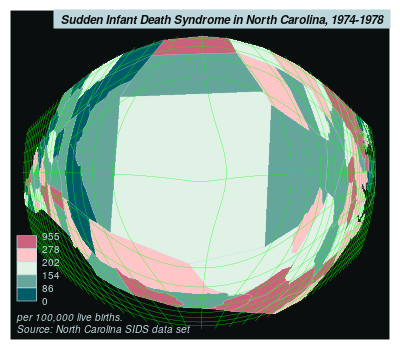 Sudden Infant Death Syndrome in North Carolina, 1974-1978
955
278
202
154
86
0
per 100,000 live births.
Source: North Carolina SIDS data set